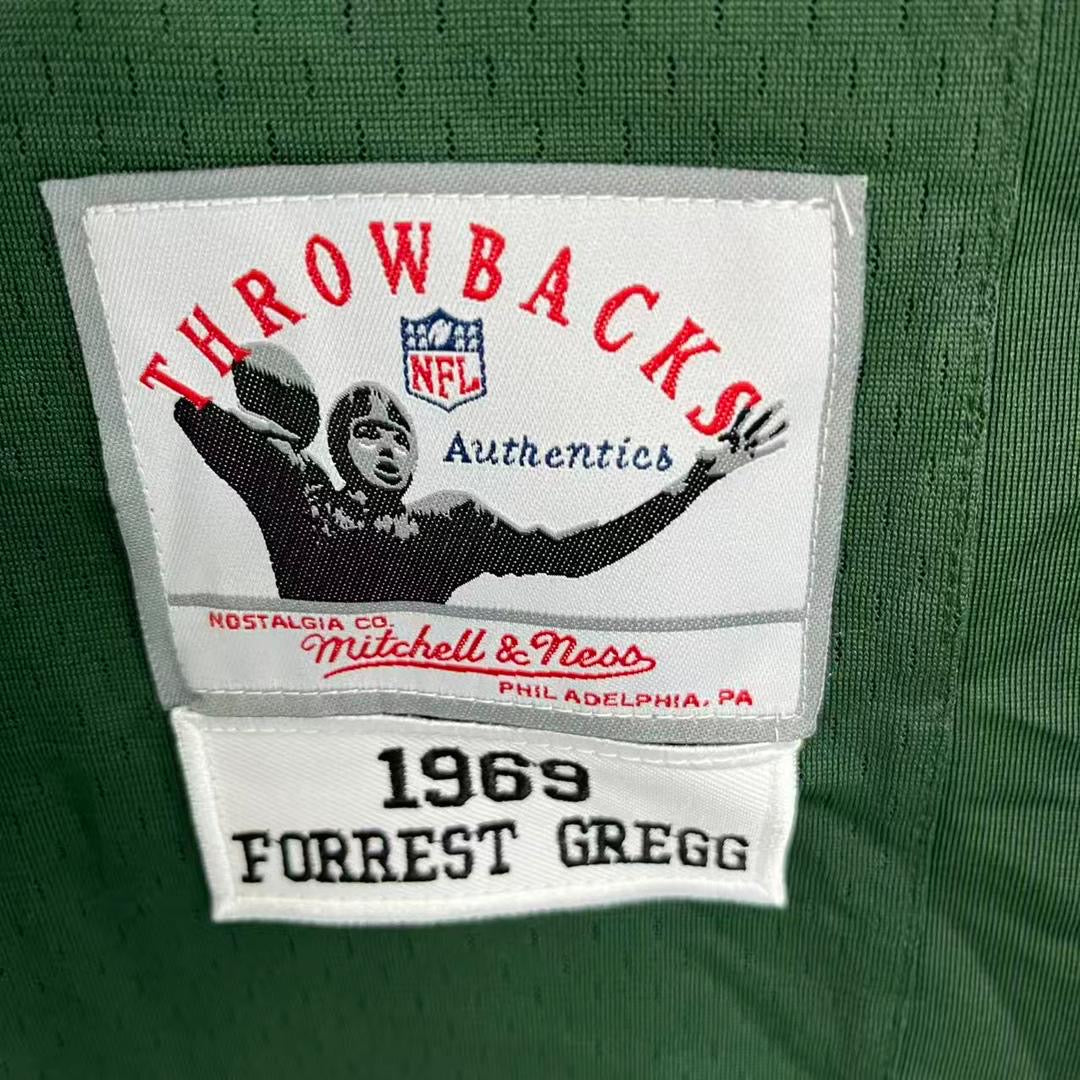 THROWBACKS
NFL
Authentics
NOSTALGIA CO.
Mitchell & Ness
PHILADELPHIA, PA
1969
FORREST GREGG